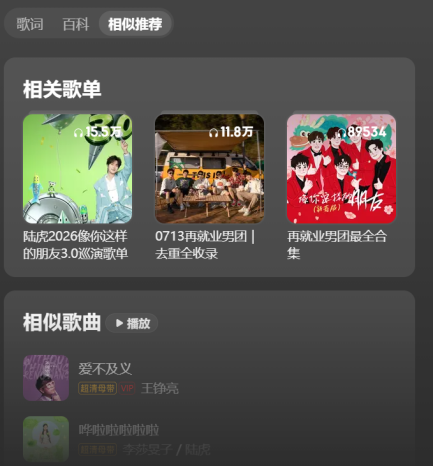 歌词 百科 相似推荐
相关歌单
15.5万 11.8万 89534
陆虎2026像你这样的朋友3.0巡演歌单
0713再就业男团｜去重全收录
再就业男团最全合集
相似歌曲 播放
爱不及义
超清母带 VIP 王铮亮
哗啦啦啦啦啦
超清母带 李莎旻子 / 陆虎